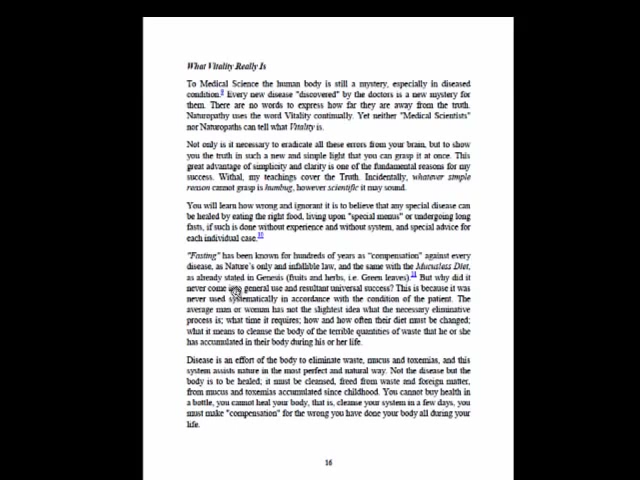 What Vitality Really Is
To Medical Science the human body is still a mystery, especially in diseased
condition.9 Every new disease "discovered" by the doctors is a new mystery for
them. There are no words to express how far they are away from the truth.
Naturopathy uses the word Vitality continually. Yet neither "Medical Scientists"
nor Naturopaths can tell what Vitality is.
Not only is it necessary to eradicate all these errors from your brain, but to show
you the truth in such a new and simple light that you can grasp it at once. This
great advantage of simplicity and clarity is one of the fundamental reasons for my
success. Withal, my teachings cover the Truth. Incidentally, whatever simple
reason cannot grasp is humbug, however scientific it may sound.
You will learn how wrong and ignorant it is to believe that any special disease can
be healed by eating the right food, living upon "special menus" or undergoing long
fasts, if such is done without experience and without system, and special advice for
each individual case.10
"Fasting" has been known for hundreds of years as "compensation" against every
disease, as Nature's only and infallible law, and the same with the Mucusless Diet,
as already stated in Genesis (fruits and herbs, i.e. Green leaves).11 But why did it
never come into general use and resultant universal success? This is because it was
never used systematically in accordance with the condition of the patient. The
average man or woman has not the slightest idea what the necessary eliminative
process is; what time it requires; how and how often their diet must be changed;
what it means to cleanse the body of the terrible quantities of waste that he or she
has accumulated in their body during his or her life.
Disease is an effort of the body to eliminate waste, mucus and toxemias, and this
system assists nature in the most perfect and natural way. Not the disease but the
body is to be healed; it must be cleansed, freed from waste and foreign matter,
from mucus and toxemias accumulated since childhood. You cannot buy health in
a bottle, you cannot heal your body, that is, cleanse your system in a few days, you
must make "compensation" for the wrong you have done your body all during your
life.
16